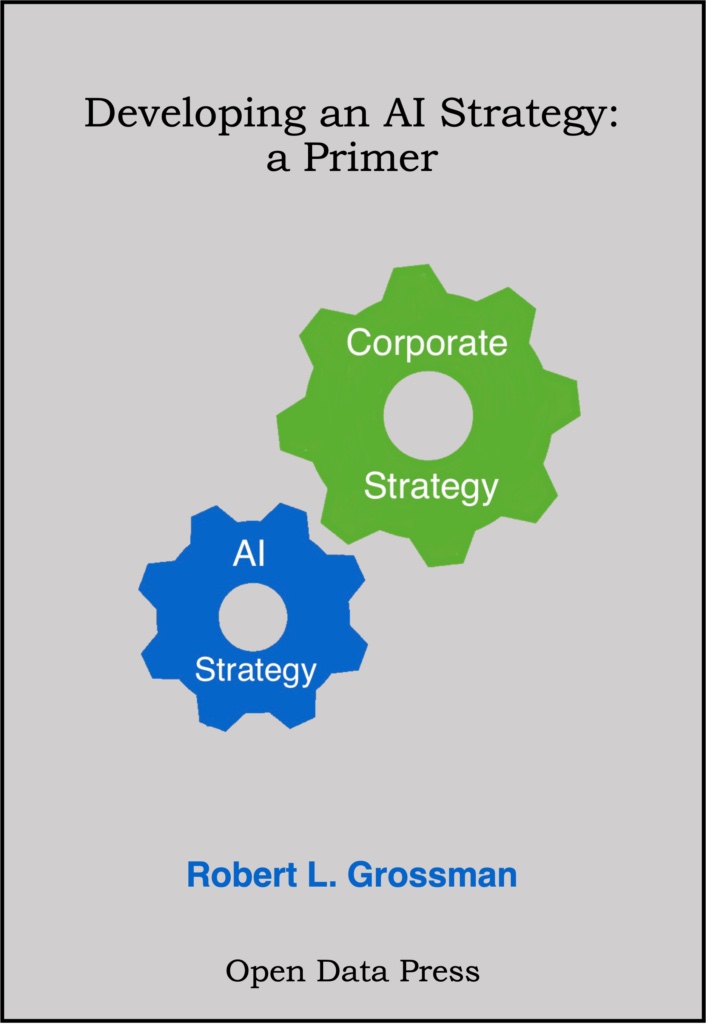 Developing an AI Strategy:
a Primer
Corporate
Strategy
AI
Strategy
Robert L. Grossman
Open Data Press